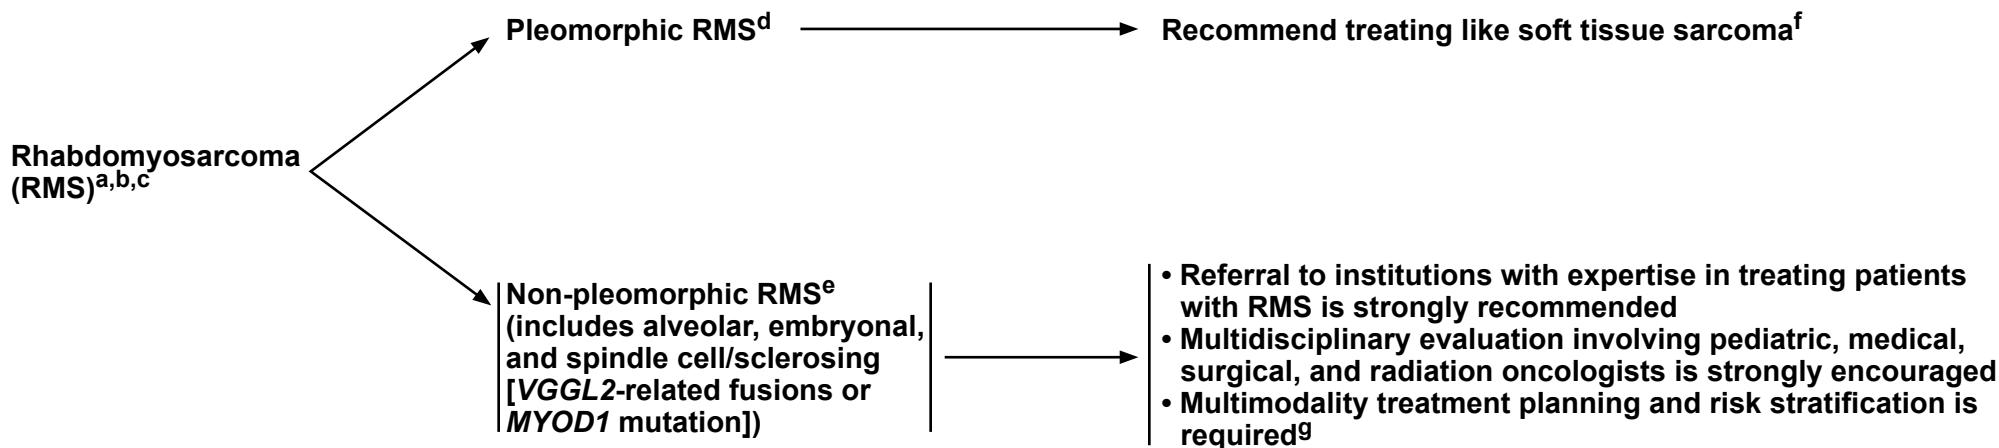 Pleomorphic RMSd
Recommend treating like soft tissue sarcomaf
Rhabdomyosarcoma
(RMS)a,b,c
Non-pleomorphic RMSe
(includes alveolar, embryonal,
and spindle cell/sclerosing
[VGGL2-related fusions or
MYOD1 mutation])
• Referral to institutions with expertise in treating patients
with RMS is strongly recommended
• Multidisciplinary evaluation involving pediatric, medical,
surgical, and radiation oncologists is strongly encouraged
• Multimodality treatment planning and risk stratification is
requiredg